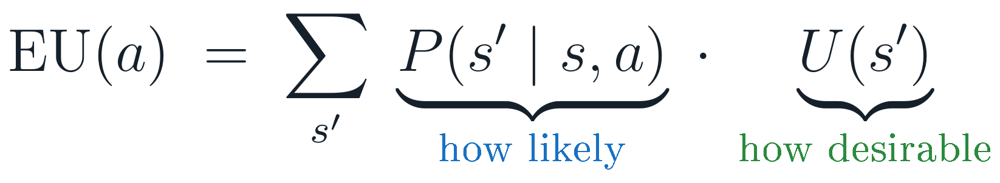 EU(a) = ∑ P(s′ | s, a) · U(s′)
s′
how likely how desirable